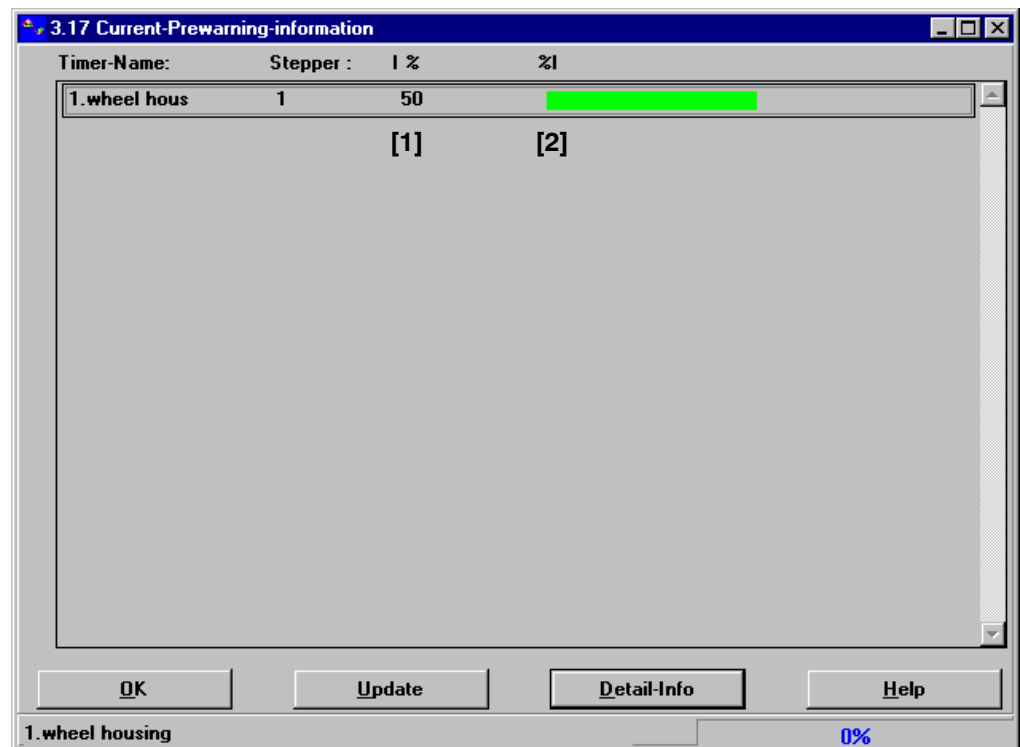 3.17 Current-Prewarning-information
Timer-Name: Stepper : I % %I
1.wheel hous 1 50
[1] [2]
OK Update Detail-Info Help
1.wheel housing 0%